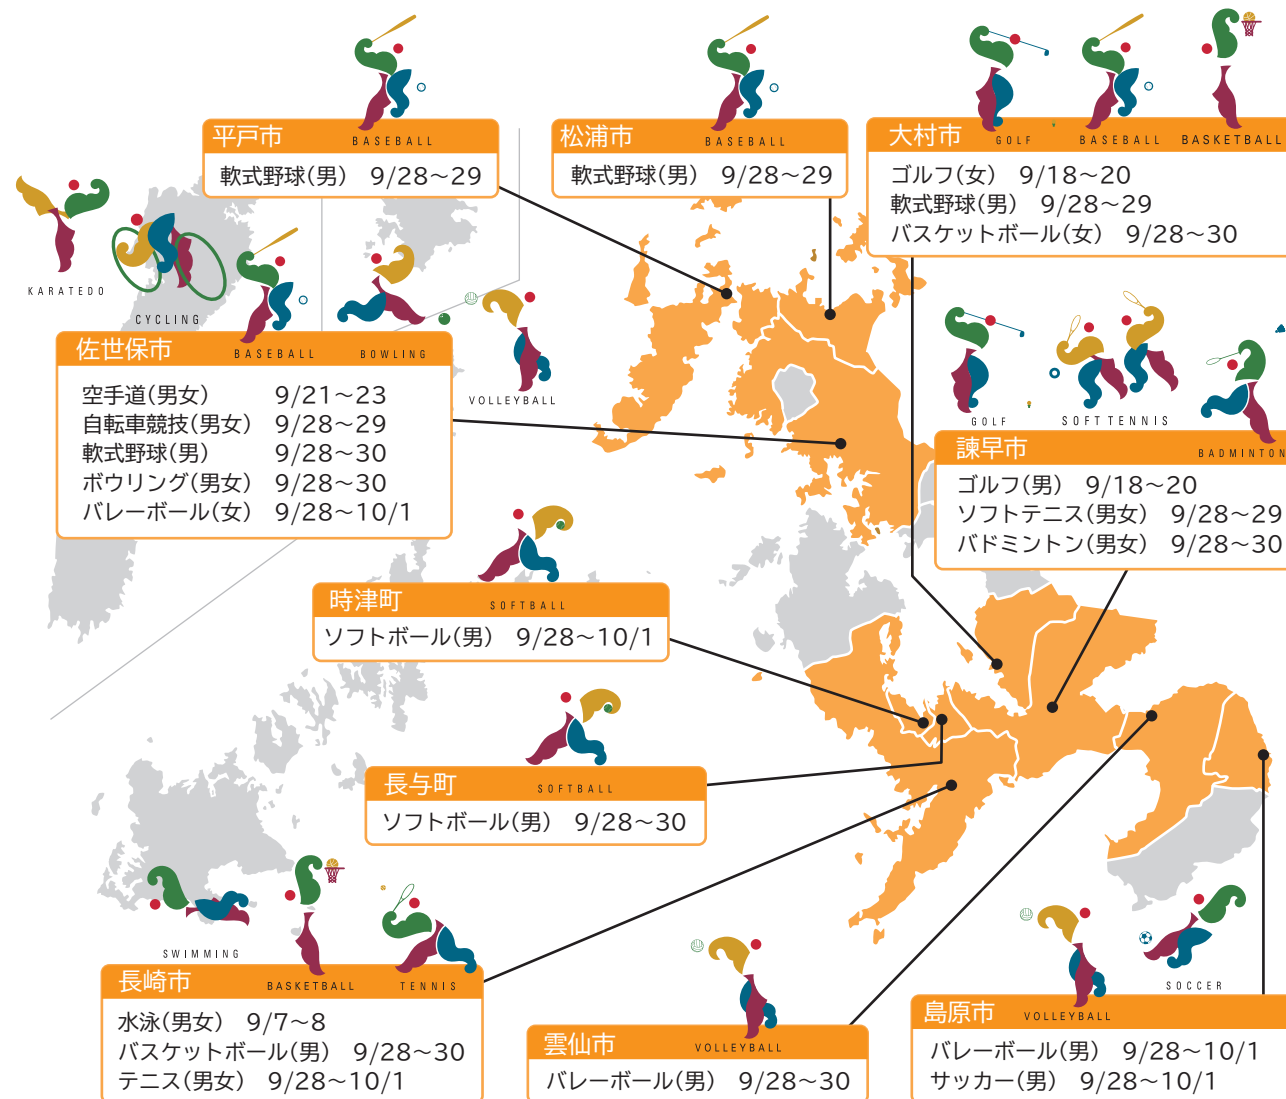 平戸市
BASEBALL
軟式野球(男) 9/28～29
松浦市
BASEBALL
軟式野球(男) 9/28～29
大村市
GOLF
BASEBALL
BASKETBALL
ゴルフ(女) 9/18～20
軟式野球(男) 9/28～29
バスケットボール(女) 9/28～30
KARATEDO
CYCLING
佐世保市
BASEBALL
BOWLING
VOLLEYBALL
空手道(男女) 9/21～23
自転車競技(男女) 9/28～29
軟式野球(男) 9/28～30
ボウリング(男女) 9/28～30
バレーボール(女) 9/28～10/1
GOLF
SOFT TENNIS
BADMINTON
諫早市
ゴルフ(男) 9/18～20
ソフトテニス(男女) 9/28～29
バドミントン(男女) 9/28～30
時津町
SOFTBALL
ソフトボール(男) 9/28～10/1
長与町
SOFTBALL
ソフトボール(男) 9/28～30
SWIMMING
長崎市
BASKETBALL
TENNIS
水泳(男女) 9/7～8
バスケットボール(男) 9/28～30
テニス(男女) 9/28～10/1
雲仙市
VOLLEYBALL
バレーボール(男) 9/28～30
島原市
VOLLEYBALL
SOCCER
バレーボール(男) 9/28～10/1
サッカー(男) 9/28～10/1